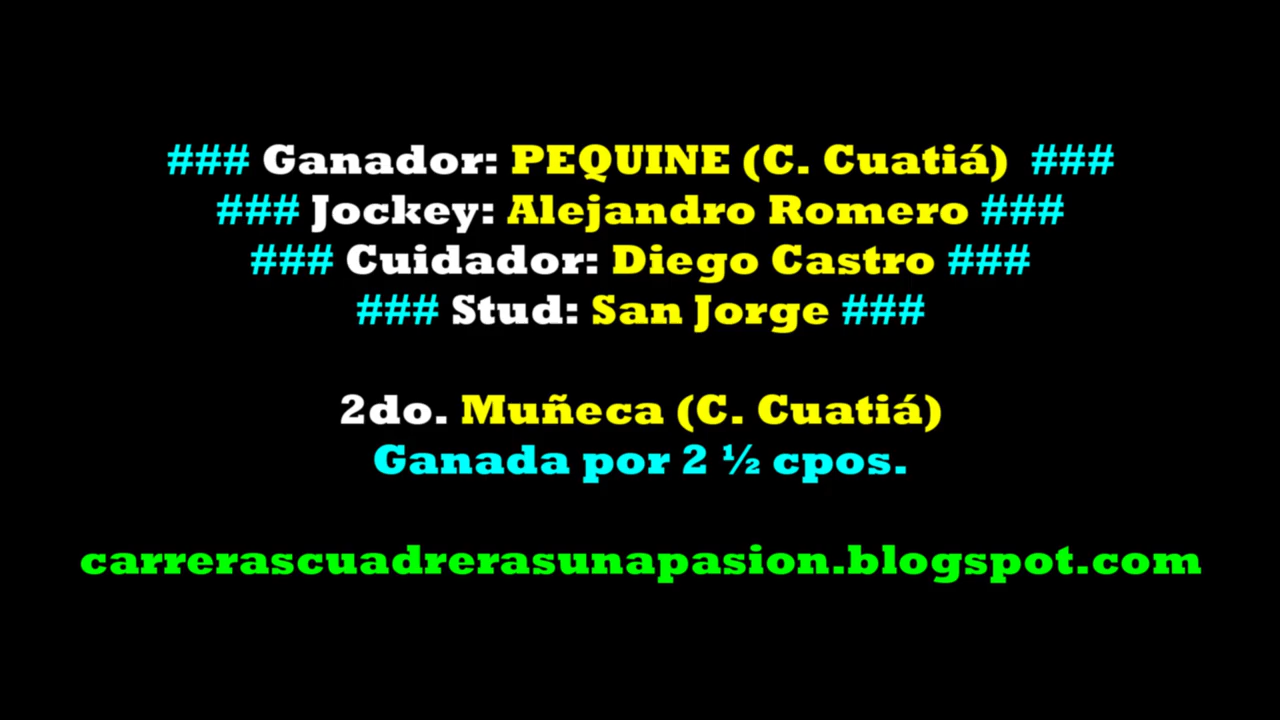 ### Ganador: PEQUINE (C. Cuatiá) ###
### Jockey: Alejandro Romero ###
### Cuidador: Diego Castro ###
### Stud: San Jorge ###
2do. Muñeca (C. Cuatiá)
Ganada por 2 ½ cpos.
carrerascuadrerasunapasion.blogspot.com